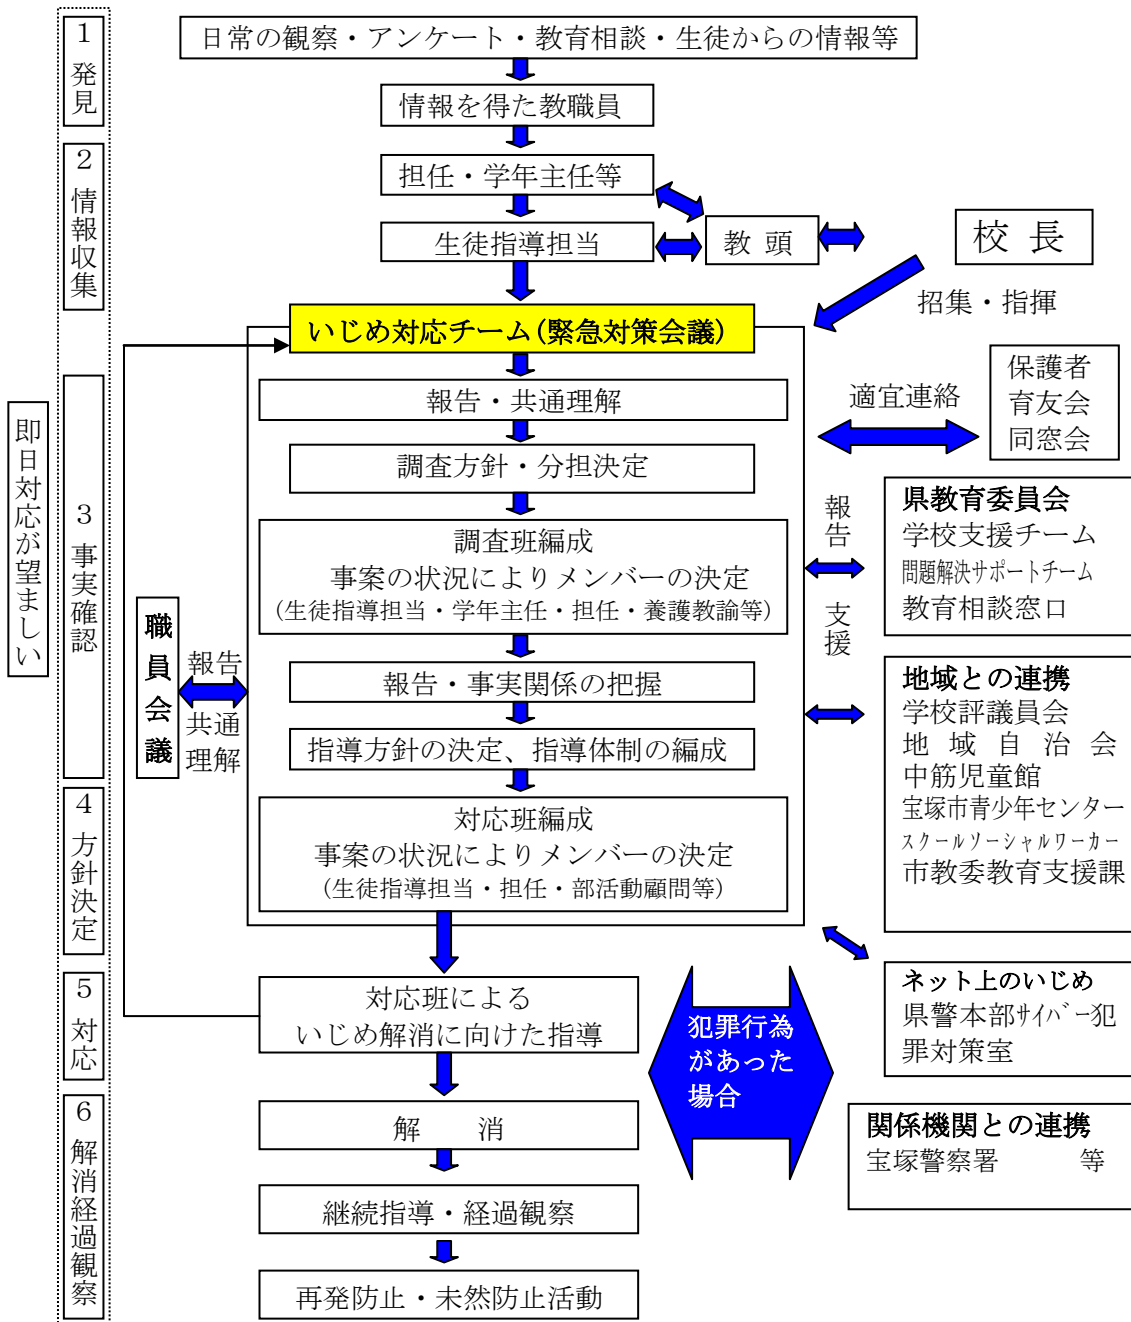 1 発見
日常の観察・アンケート・教育相談・生徒からの情報等
情報を得た教職員
2 情報収集
担任・学年主任等
生徒指導担当
教 頭
校 長
招集・指揮
いじめ対応チーム(緊急対策会議)
即日対応が望ましい
3 事実確認
報告・共通理解
調査方針・分担決定
調査班編成
事案の状況によりメンバーの決定
(生徒指導担当・学年主任・担任・養護教諭等)
報告・事実関係の把握
指導方針の決定、指導体制の編成
職員会議
報告
共通
理解
4 方針決定
対応班編成
事案の状況によりメンバーの決定
(生徒指導担当・担任・部活動顧問等)
適宜連絡
保護者
育友会
同窓会
報告
支援
県教育委員会
学校支援チーム
問題解決サポートチーム
教育相談窓口
地域との連携
学校評議員会
地 域 自 治 会
中筋児童館
宝塚市青少年センター
スクールソーシャルワーカー
市教委教育支援課
5 対応
対応班による
いじめ解消に向けた指導
犯罪行為
があった
場合
ネット上のいじめ
県警本部サイバー犯
罪対策室
関係機関との連携
宝塚警察署 等
6 解消経過観察
解 消
継続指導・経過観察
再発防止・未然防止活動